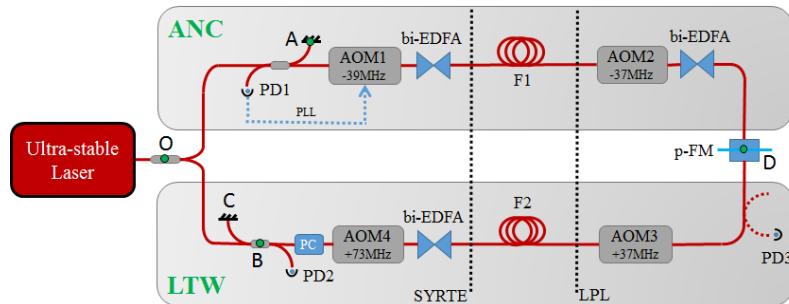 ANC
A
AOM1
-39MHz
bi-EDFA
F1
AOM2
-37MHz
bi-EDFA
PD1
PLL
Ultra-stable
Laser
O
p-FM
D
C
B
PC
AOM4
+73MHz
bi-EDFA
F2
AOM3
+37MHz
PD2
PD3
LTW
SYRTE
LPL